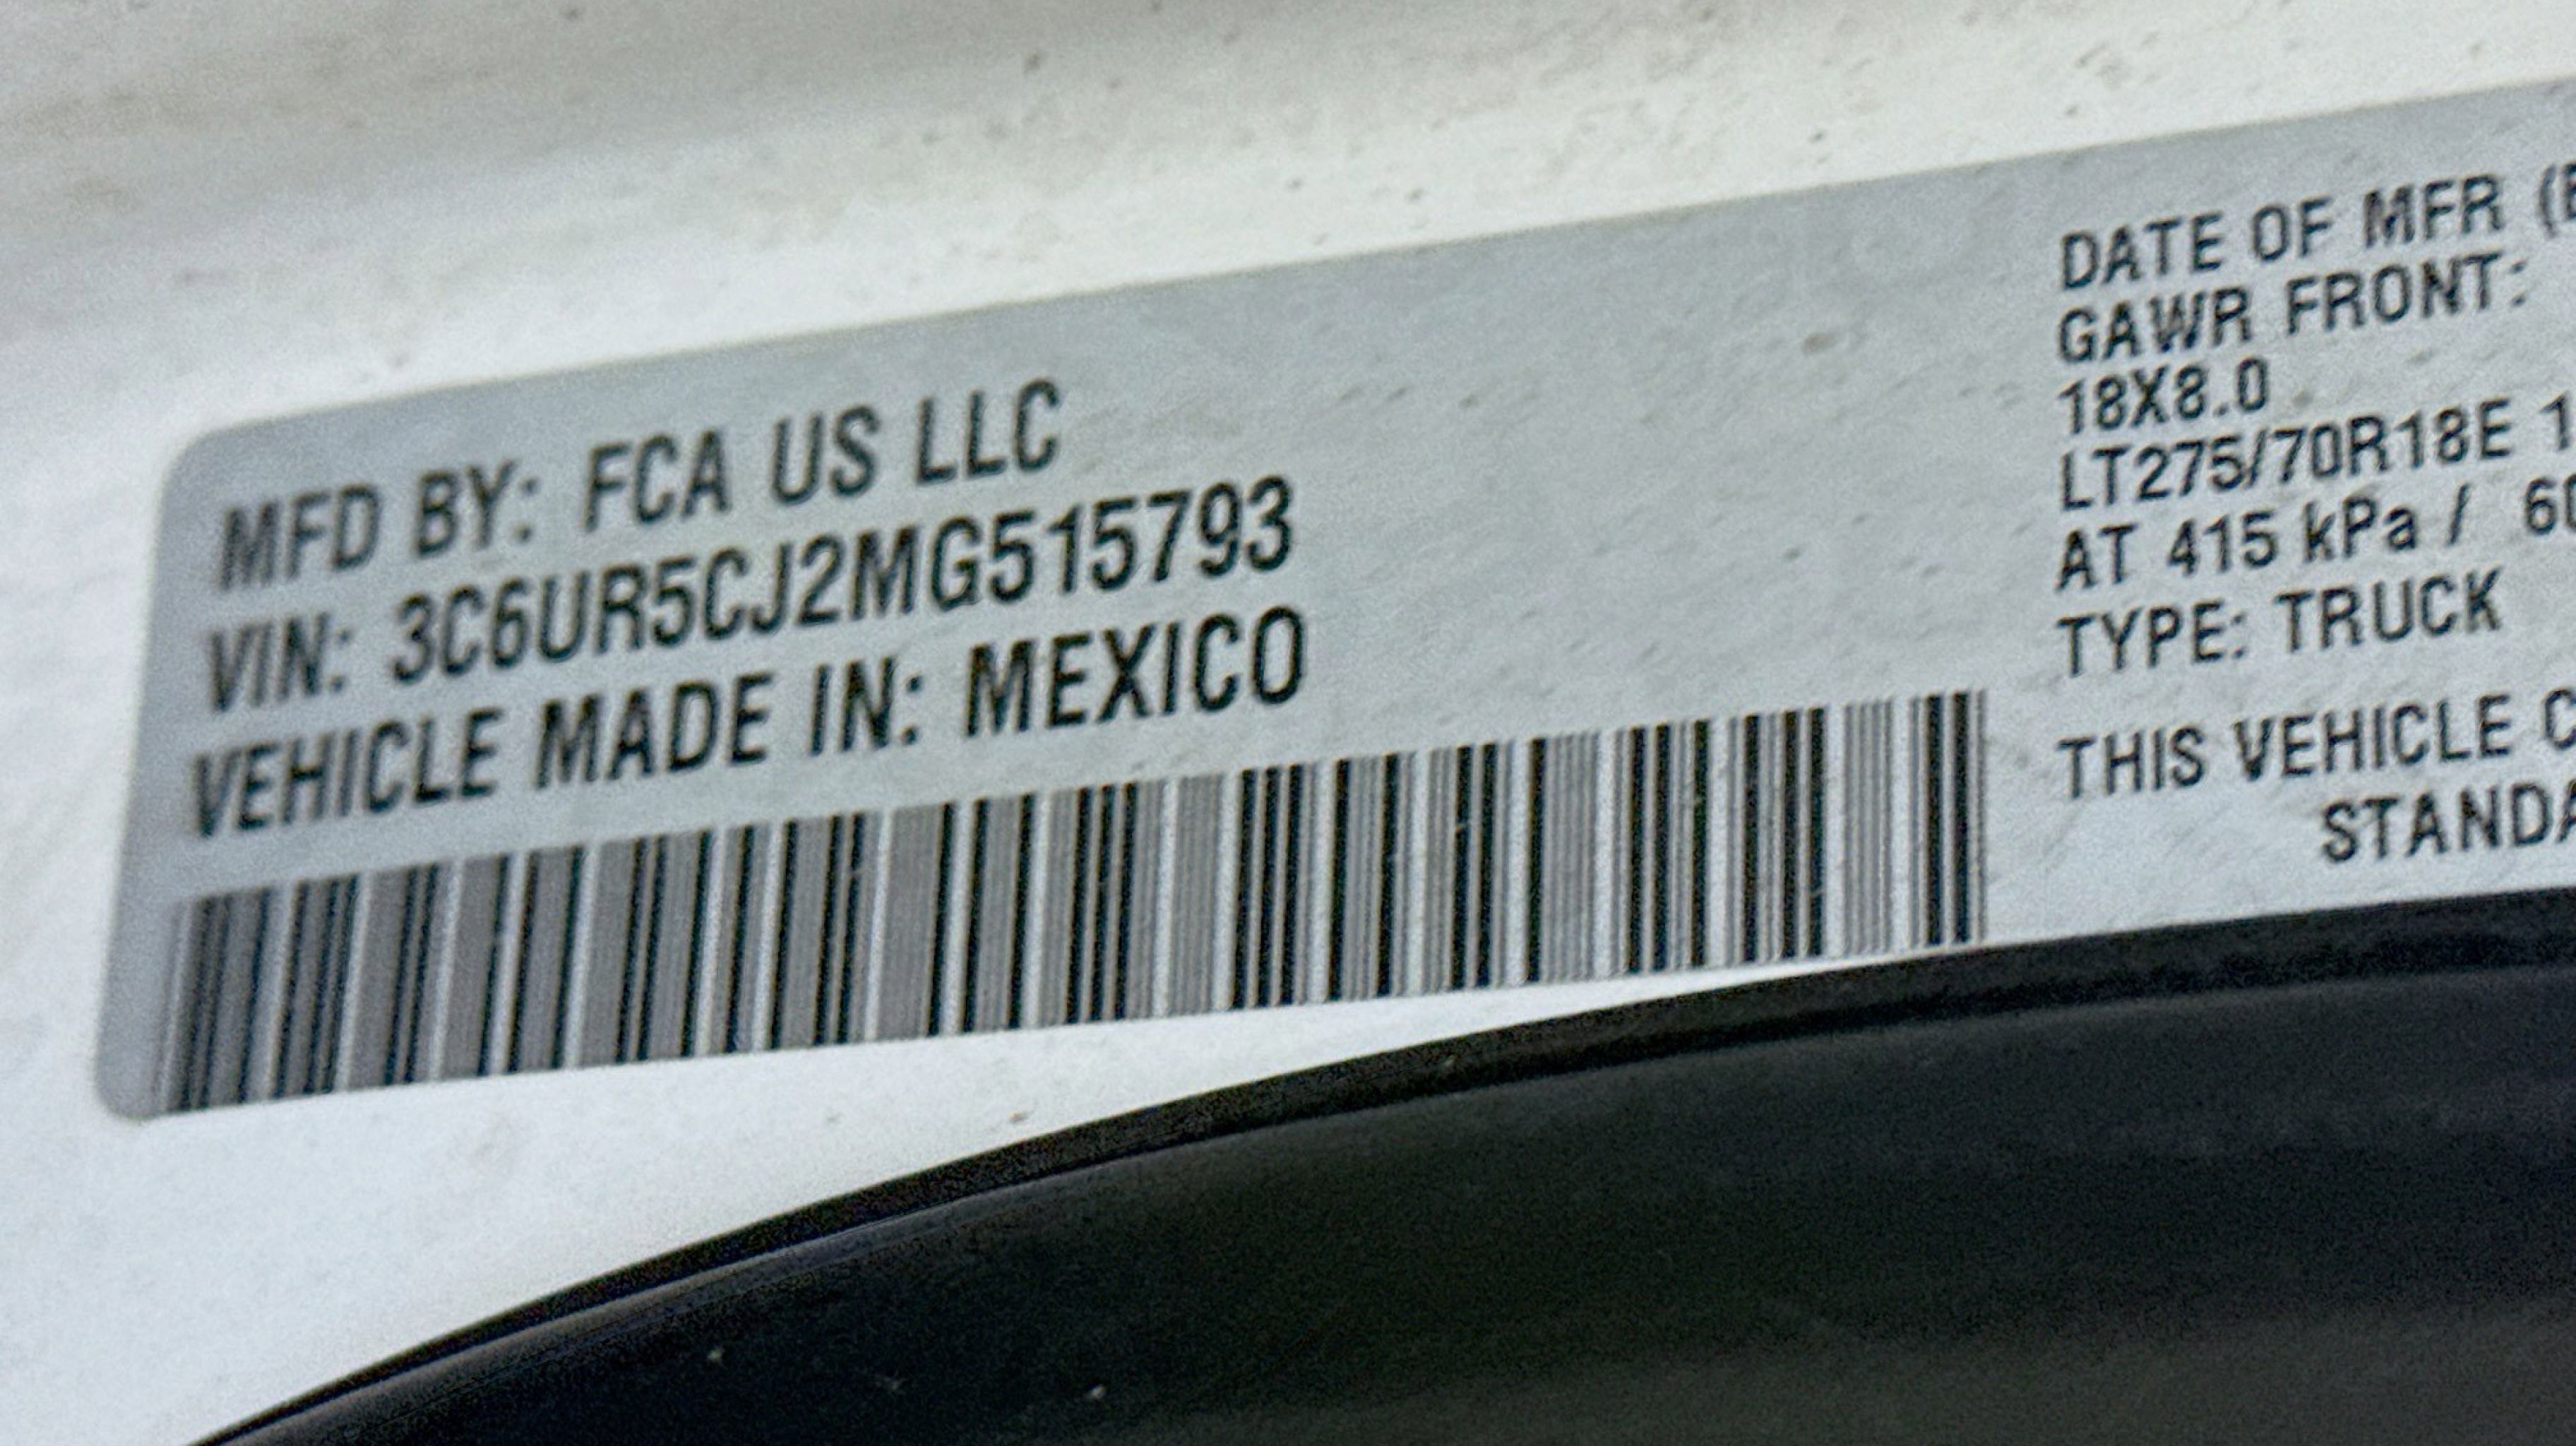 MFD BY: FCA US LLC
VIN: 3C6UR5CJ2MG515793
VEHICLE MADE IN: MEXICO
DATE OF MFR
GAWR FRONT:
18X8.0
LT275/70R18E
AT 415 kPa /
TYPE: TRUCK
THIS VEHICLE